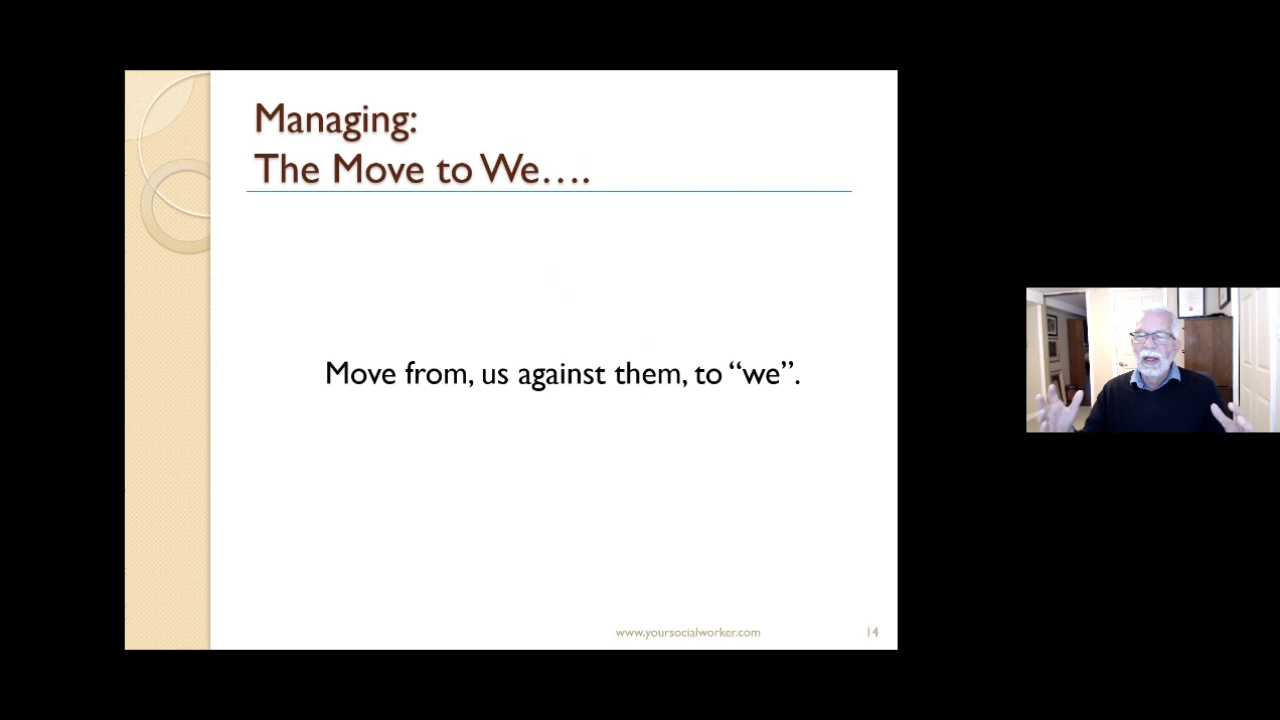 Managing:
The Move to We….
Move from, us against them, to “we”.
www.yoursocialworker.com
14